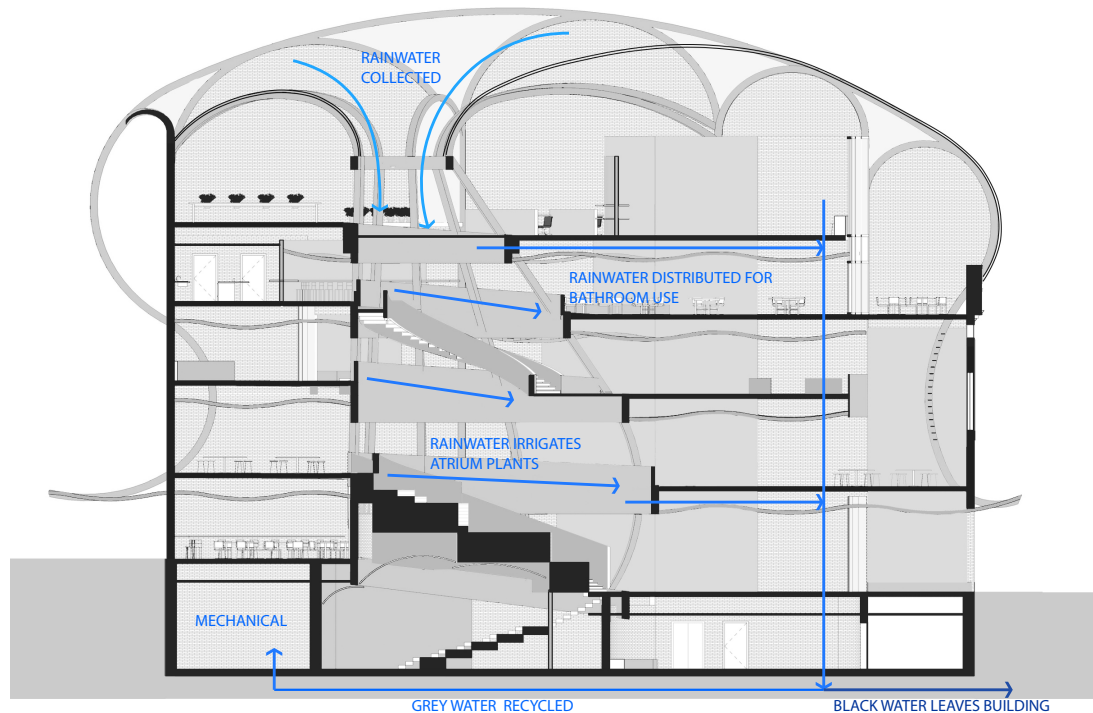 RAINWATER
COLLECTED
RAINWATER DISTRIBUTED FOR
BATHROOM USE
RAINWATER IRRIGATES
ATRIUM PLANTS
MECHANICAL
GREY WATER RECYCLED
BLACK WATER LEAVES BUILDING